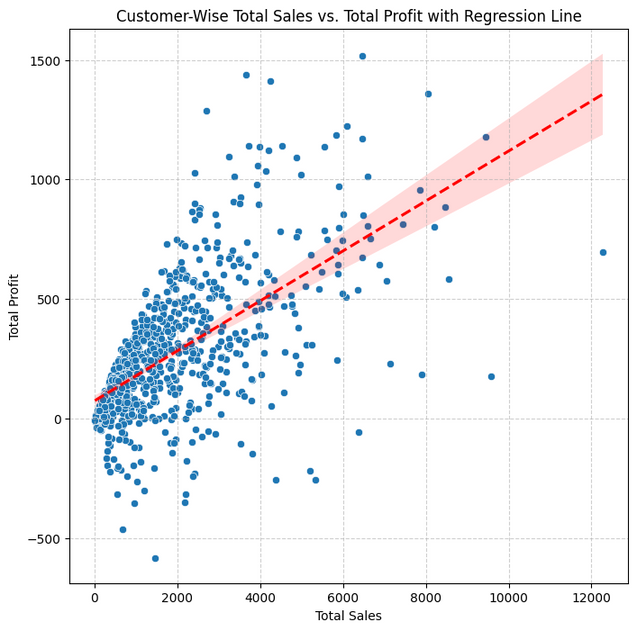 Customer-Wise Total Sales vs. Total Profit with Regression Line
1500
1000
500
0
−500
Total Profit
0 2000 4000 6000 8000 10000 12000
Total Sales